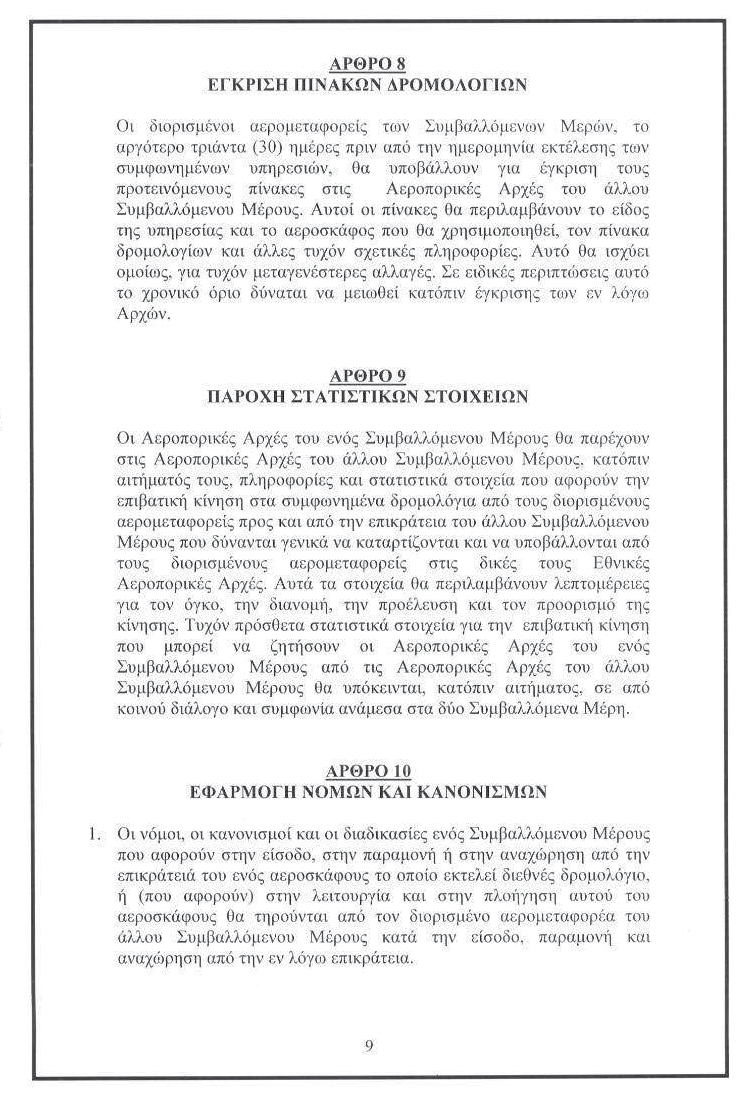 ΑΡΘΡΟ 8
ΕΓΚΡΙΣΗ ΠΙΝΑΚΩΝ ΔΡΟΜΟΛΟΓΙΩΝ
Οι διορισμένοι αερομεταφορείς των Συμβαλλόμενων Μερών, το
αργότερο τριάντα (30) ημέρες πριν από την ημερομηνία εκτέλεσης των
συμφωνημένων υπηρεσιών, θα υποβάλλουν για έγκριση τους
προτεινόμενους πίνακες στις Αεροπορικές Αρχές του άλλου
Συμβαλλόμενου Μέρους. Αυτοί οι πίνακες θα περιλαμβάνουν το είδος
της υπηρεσίας και το αεροσκάφος που θα χρησιμοποιηθεί, τον πίνακα
δρομολογίων και άλλες τυχόν σχετικές πληροφορίες. Αυτό θα ισχύει
ομοίως, για τυχόν μεταγενέστερες αλλαγές. Σε ειδικές περιπτώσεις αυτό
το χρονικό όριο δύναται να μειωθεί κατόπιν έγκρισης των εν λόγω
Αρχών.
ΑΡΘΡΟ 9
ΠΑΡΟΧΗ ΣΤΑΤΙΣΤΙΚΩΝ ΣΤΟΙΧΕΙΩΝ
Οι Αεροπορικές Αρχές του ενός Συμβαλλόμενου Μέρους θα παρέχουν
στις Αεροπορικές Αρχές του άλλου Συμβαλλόμενου Μέρους, κατόπιν
αιτήματός τους, πληροφορίες και στατιστικά στοιχεία που αφορούν την
επιβατική κίνηση στα συμφωνημένα δρομολόγια από τους διορισμένους
αερομεταφορείς προς και από την επικράτεια του άλλου Συμβαλλόμενου
Μέρους που δύνανται γενικά να καταρτίζονται και να υποβάλλονται από
τους διορισμένους αερομεταφορείς στις δικές τους Εθνικές
Αεροπορικές Αρχές. Αυτά τα στοιχεία θα περιλαμβάνουν λεπτομέρειες
για τον όγκο, την διανομή, την προέλευση και τον προορισμό της
κίνησης. Τυχόν πρόσθετα στατιστικά στοιχεία για την επιβατική κίνηση
που μπορεί να ζητήσουν οι Αεροπορικές Αρχές του ενός
Συμβαλλόμενου Μέρους από τις Αεροπορικές Αρχές του άλλου
Συμβαλλόμενου Μέρους θα υπόκεινται, κατόπιν αιτήματος, σε από
κοινού διάλογο και συμφωνία ανάμεσα στα δύο Συμβαλλόμενα Μέρη.
ΑΡΘΡΟ 10
ΕΦΑΡΜΟΓΗ ΝΟΜΩΝ ΚΑΙ ΚΑΝΟΝΙΣΜΩΝ
1. Οι νόμοι, οι κανονισμοί και οι διαδικασίες ενός Συμβαλλόμενου Μέρους
που αφορούν στην είσοδο, στην παραμονή ή στην αναχώρηση από την
επικράτειά του ενός αεροσκάφους το οποίο εκτελεί διεθνές δρομολόγιο,
ή (που αφορούν) στην λειτουργία και στην πλοήγηση αυτού του
αεροσκάφους θα τηρούνται από τον διορισμένο αερομεταφορέα του
άλλου Συμβαλλόμενου Μέρους κατά την είσοδο, παραμονή και
αναχώρηση από την εν λόγω επικράτεια.
9